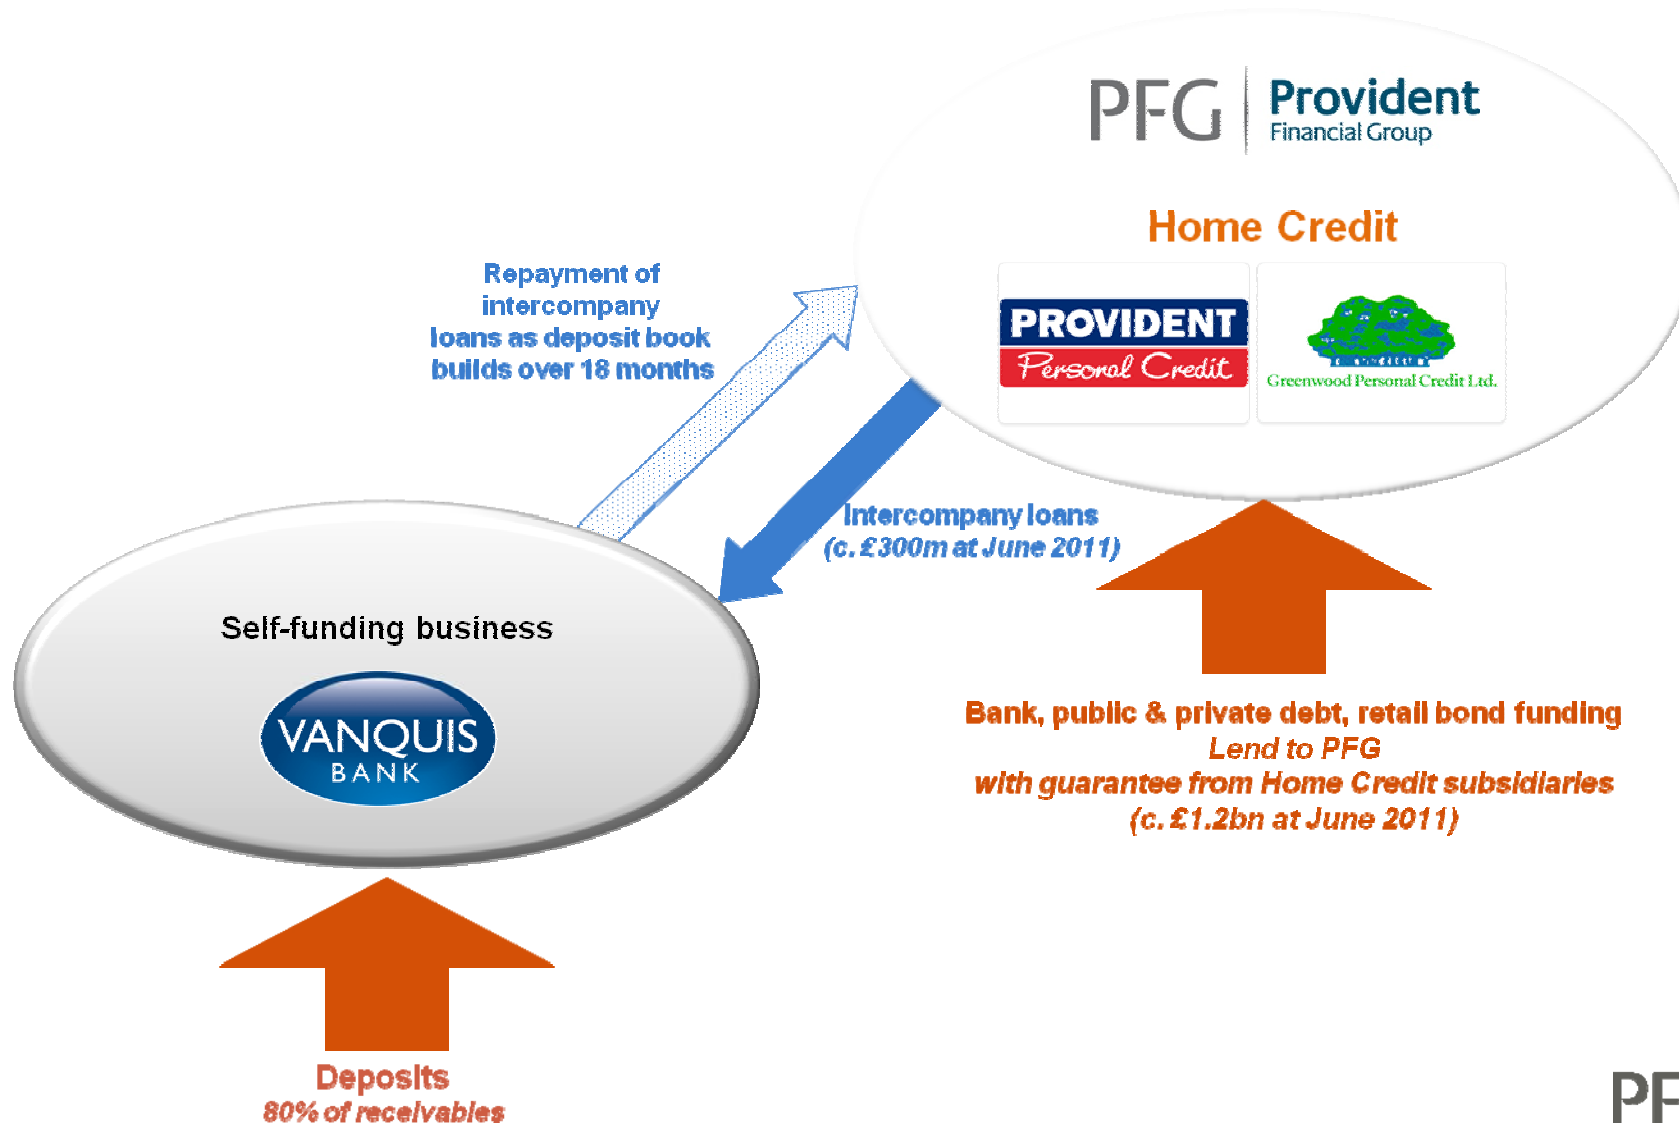 PFG
Provident
Financial Group
Home Credit
PROVIDENT
Personal Credit
Greenwood Personal Credit Ltd.
Repayment of
intercompany
loans as deposit book
builds over 18 months
Intercompany loans
(c. £300m at June 2011)
Self-funding business
VANQUIS
BANK
Bank, public & private debt, retail bond funding
Lend to PFG
with guarantee from Home Credit subsidiaries
(c. £1.2bn at June 2011)
Deposits
80% of receivables
PF